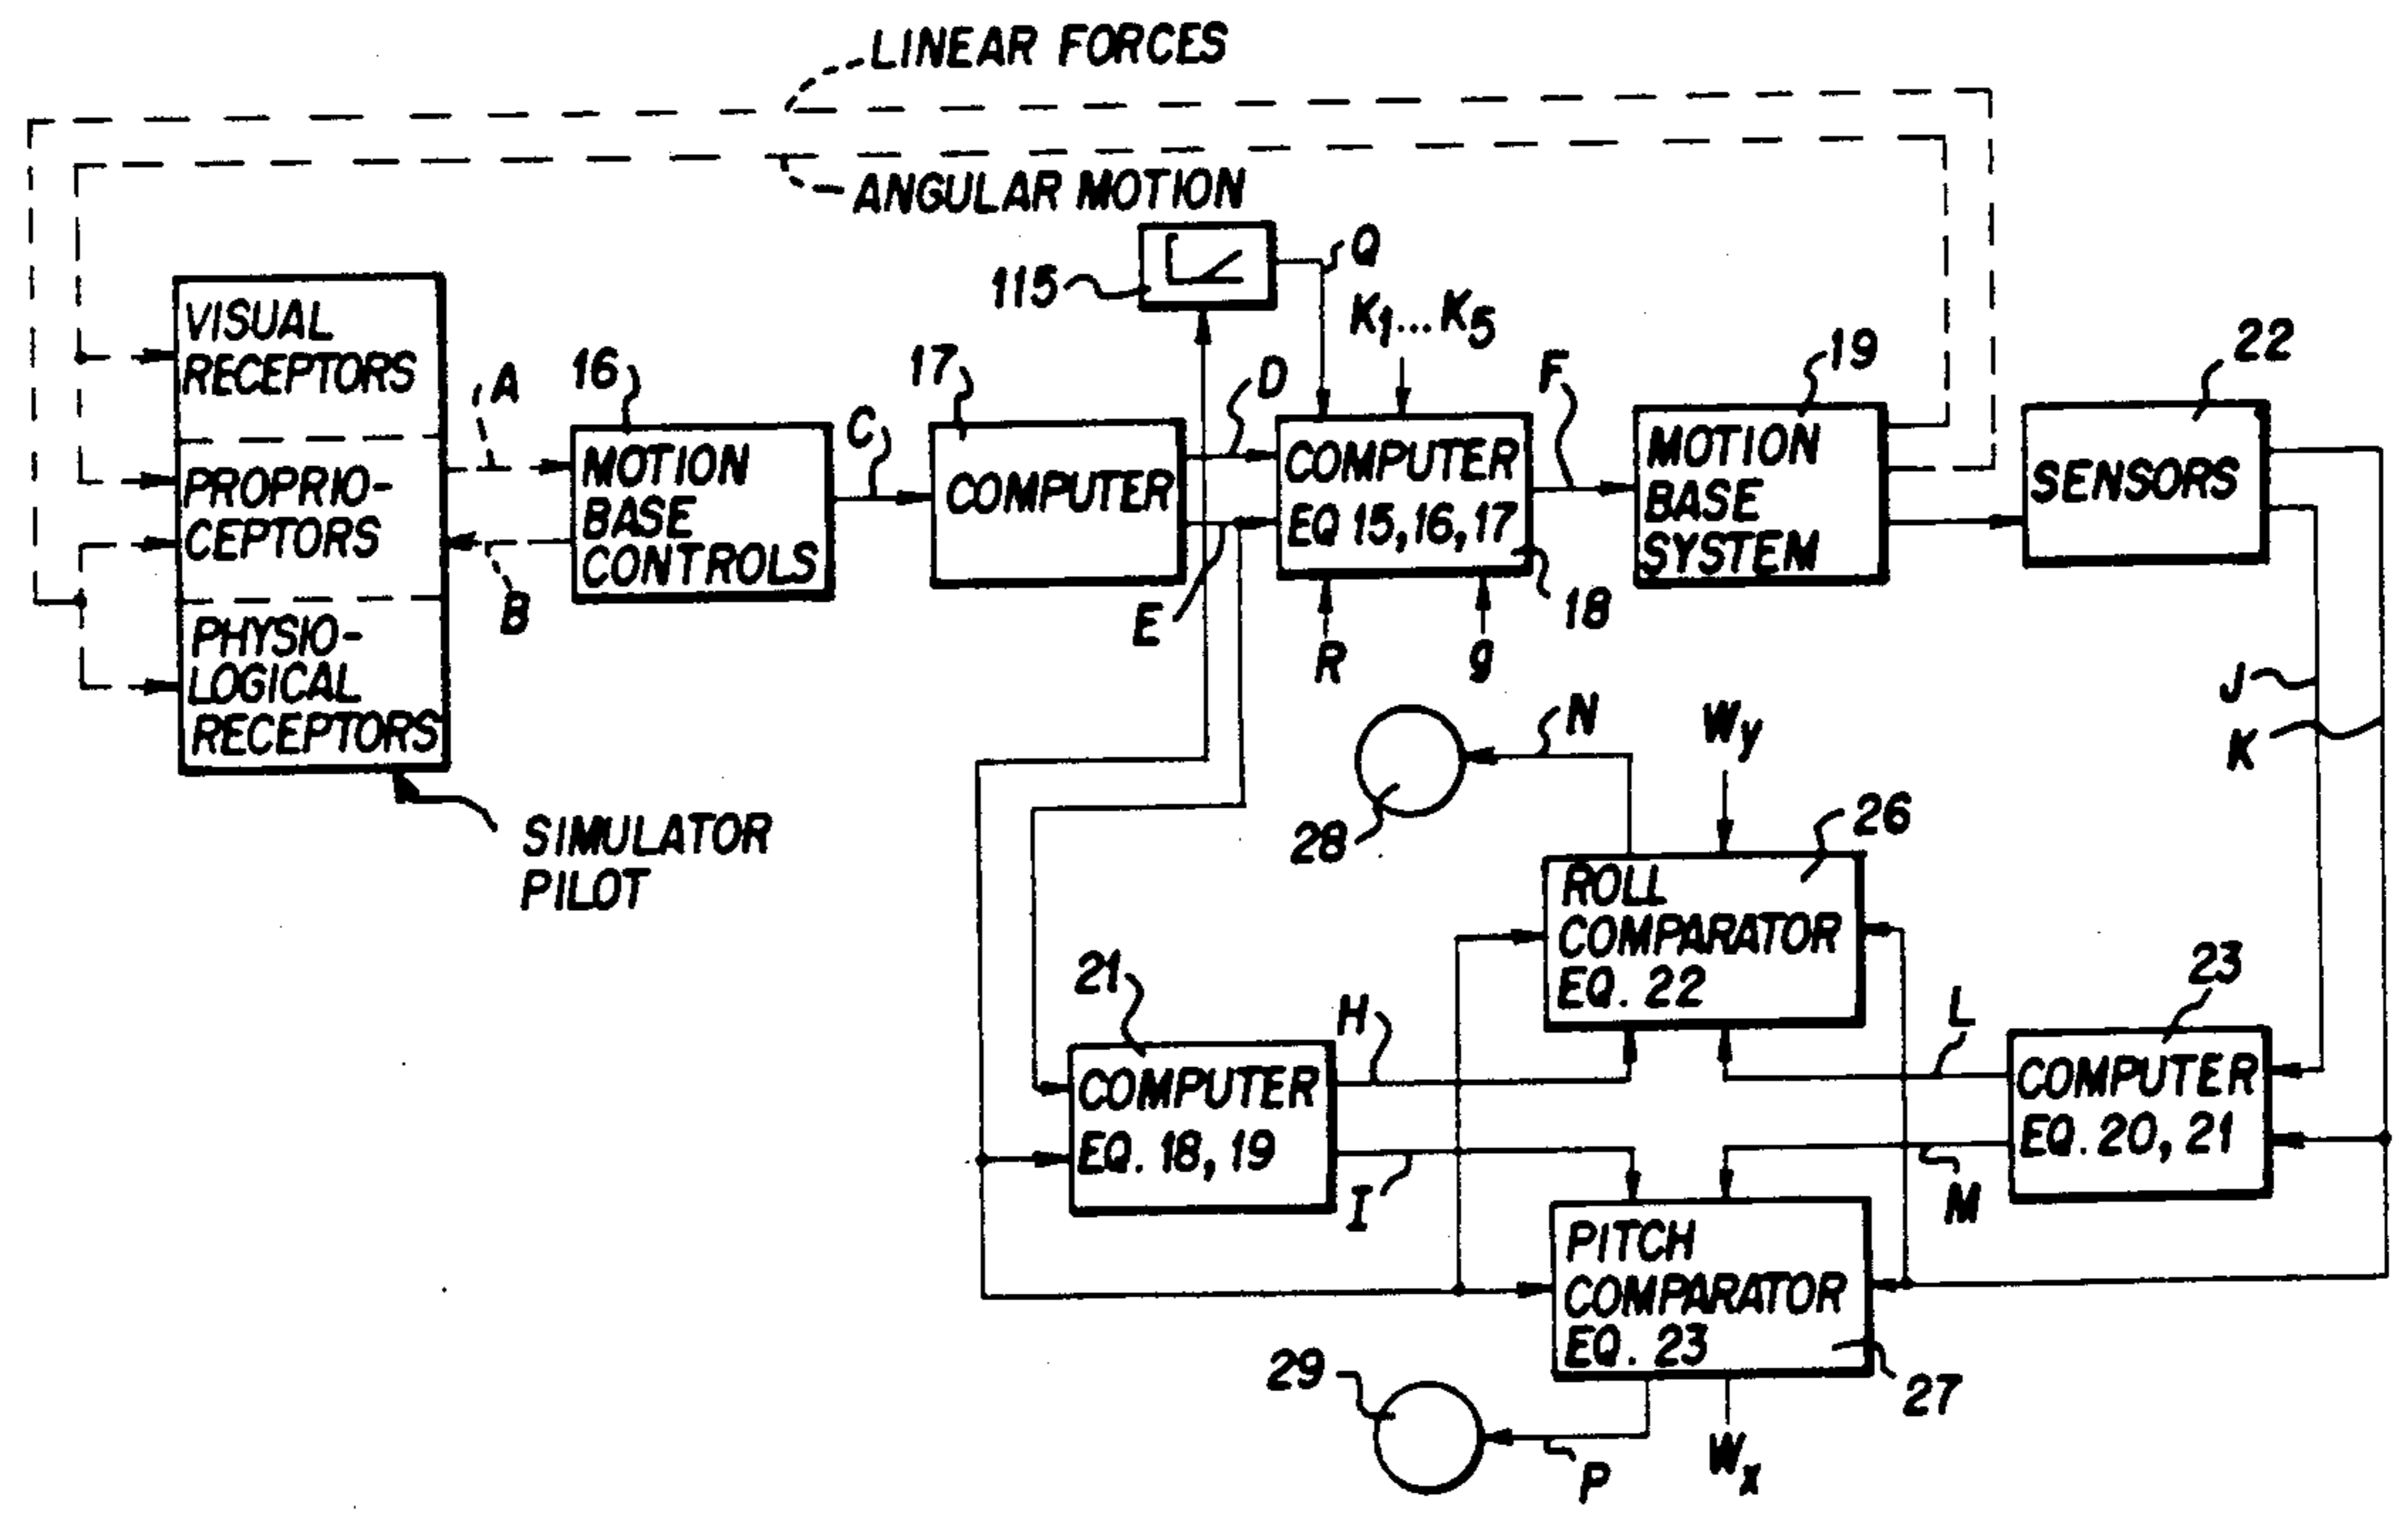 LINEAR FORCES
ANGULAR MOTION
115
Q
K1...K5
VISUAL
RECEPTORS
PROPRIO-
CEPTORS
PHYSIO-
LOGICAL
RECEPTORS
SIMULATOR
PILOT
A
B
16
MOTION
BASE
CONTROLS
C
17
COMPUTER
D
E
COMPUTER
EQ 15, 16, 17
18
R
g
F
19
MOTION
BASE
SYSTEM
22
SENSORS
J
K
N
28
Wy
26
ROLL
COMPARATOR
EQ. 22
21
COMPUTER
EQ. 18, 19
H
I
L
M
23
COMPUTER
EQ. 20, 21
PITCH
COMPARATOR
EQ. 23
27
29
P
Wx